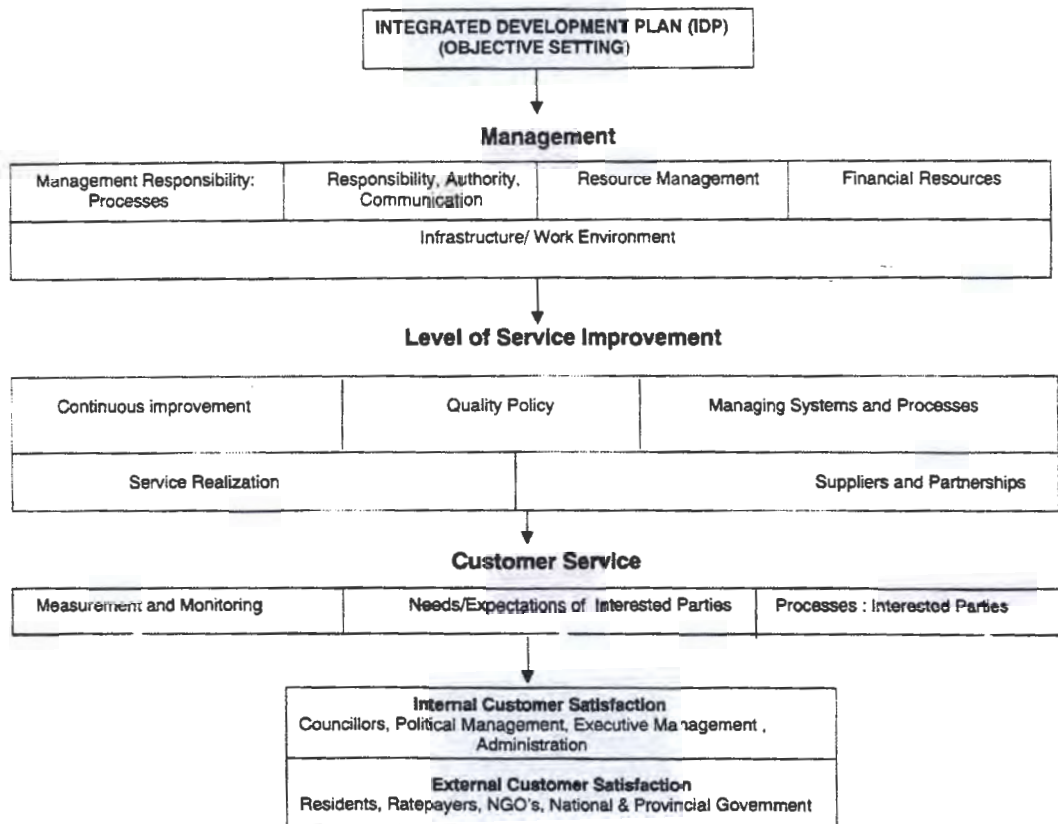 INTEGRATED DEVELOPMENT PLAN (IDP)
(OBJECTIVE SETTING)
Management
Management Responsibility:
Processes
Responsibility, Authority,
Communication
Resource Management
Financial Resources
Infrastructure/ Work Environment
Level of Service Improvement
Continuous improvement
Quality Policy
Managing Systems and Processes
Service Realization
Suppliers and Partnerships
Customer Service
Measurement and Monitoring
Needs/Expectations of Interested Parties
Processes : Interested Parties
Internal Customer Satisfaction
Councillors, Political Management, Executive Management ,
Administration
External Customer Satisfaction
Residents, Ratepayers, NGO's, National & Provincial Government